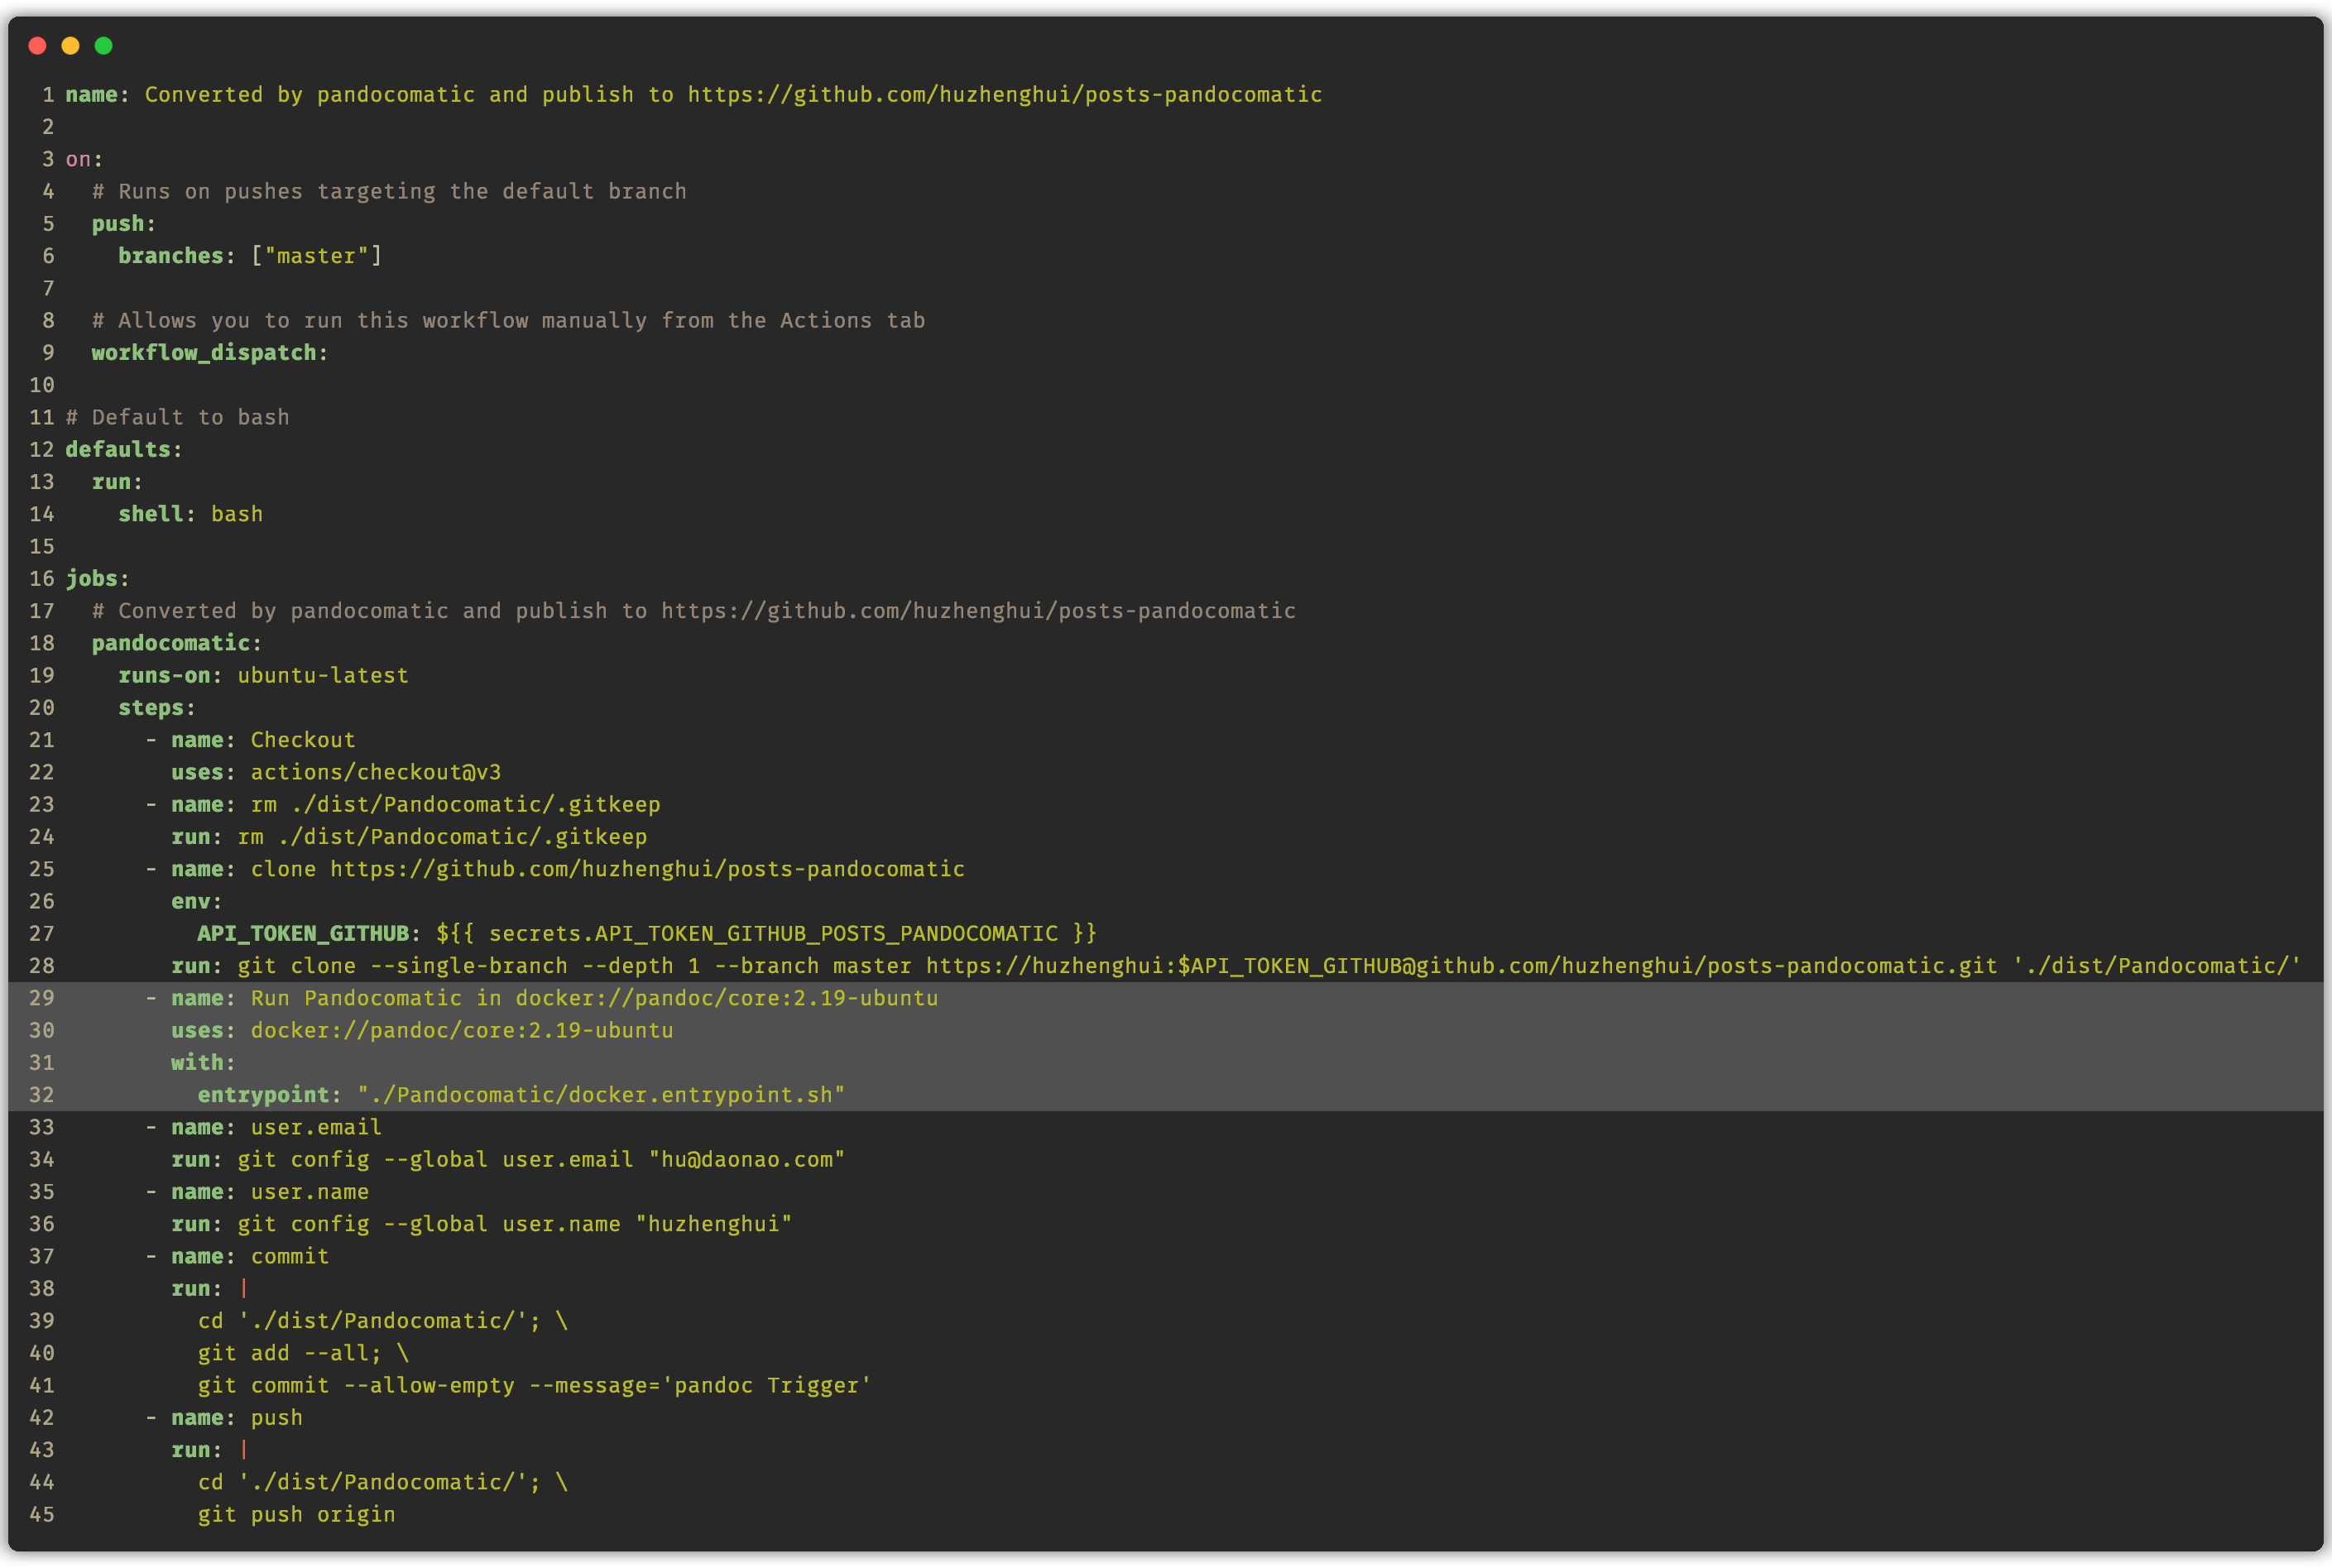 1 name: Converted by pandocomatic and publish to https://github.com/huzhenghui/posts-pandocomatic
2
3 on:
4   # Runs on pushes targeting the default branch
5   push:
6     branches: ["master"]
7
8   # Allows you to run this workflow manually from the Actions tab
9   workflow_dispatch:
10
11 # Default to bash
12 defaults:
13   run:
14     shell: bash
15
16 jobs:
17   # Converted by pandocomatic and publish to https://github.com/huzhenghui/posts-pandocomatic
18   pandocomatic:
19     runs-on: ubuntu-latest
20     steps:
21       - name: Checkout
22         uses: actions/checkout@v3
23       - name: rm ./dist/Pandocomatic/.gitkeep
24         run: rm ./dist/Pandocomatic/.gitkeep
25       - name: clone https://github.com/huzhenghui/posts-pandocomatic
26         env:
27           API_TOKEN_GITHUB: ${{ secrets.API_TOKEN_GITHUB_POSTS_PANDOCOMATIC }}
28         run: git clone --single-branch --depth 1 --branch master https://huzhenghui:$API_TOKEN_GITHUB@github.com/huzhenghui/posts-pandocomatic.git './dist/Pandocomatic/'
29       - name: Run Pandocomatic in docker://pandoc/core:2.19-ubuntu
30         uses: docker://pandoc/core:2.19-ubuntu
31         with:
32           entrypoint: "./Pandocomatic/docker.entrypoint.sh"
33       - name: user.email
34         run: git config --global user.email "hu@daonao.com"
35       - name: user.name
36         run: git config --global user.name "huzhenghui"
37       - name: commit
38         run: |
39           cd './dist/Pandocomatic/'; \
40           git add --all; \
41           git commit --allow-empty --message='pandoc Trigger'
42       - name: push
43         run: |
44           cd './dist/Pandocomatic/'; \
45           git push origin